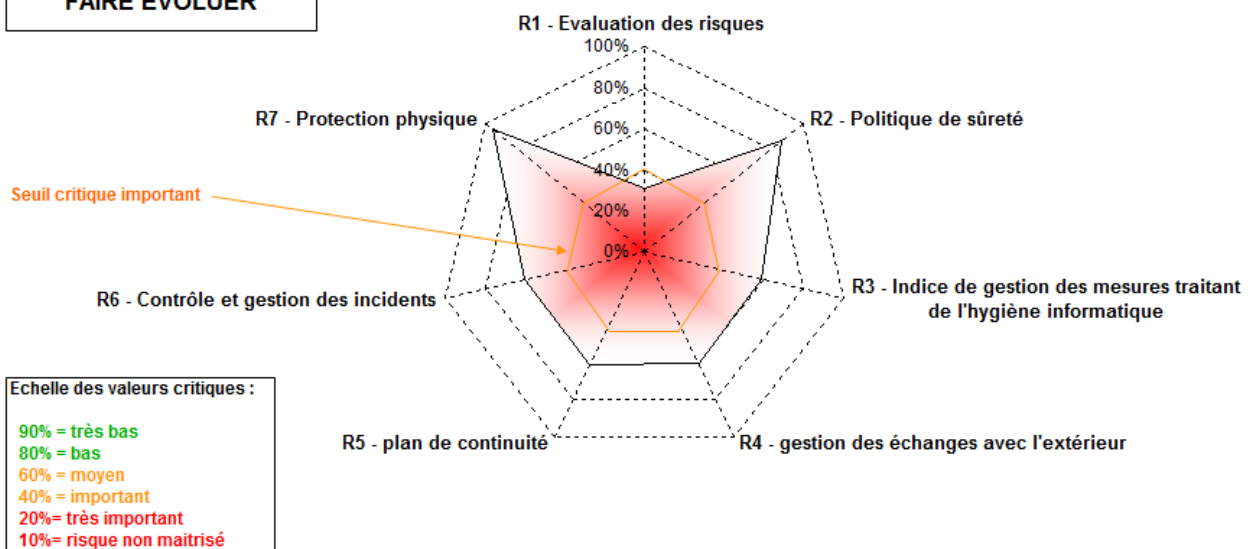 FAIRE EVOLUER
R1 - Evaluation des risques
100%
80%
60%
40%
20%
0%
R2 - Politique de sûreté
R7 - Protection physique
Seuil critique important
R3 - Indice de gestion des mesures traitant
de l'hygiène informatique
R6 - Contrôle et gestion des incidents
R5 - plan de continuité
R4 - gestion des échanges avec l'extérieur
Echelle des valeurs critiques :
90% = très bas
80% = bas
60% = moyen
40% = important
20%= très important
10%= risque non maitrisé